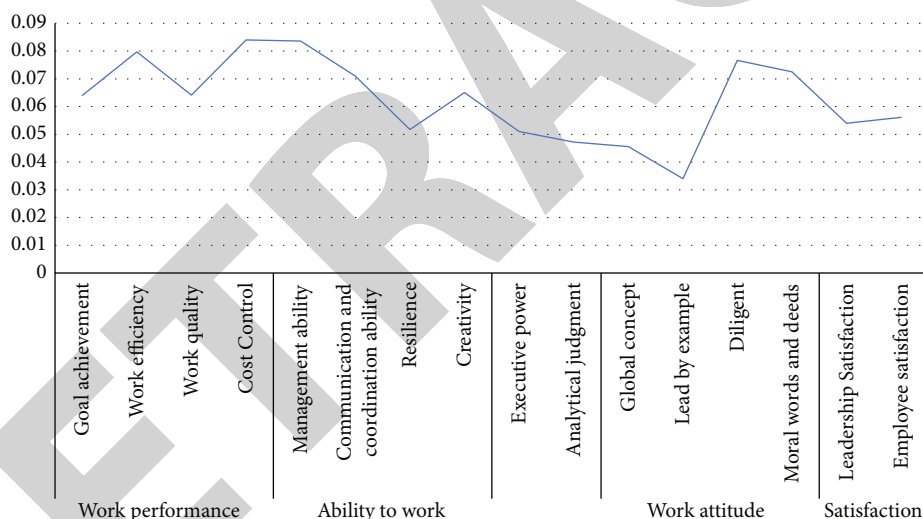 0.09
0.08
0.07
0.06
0.05
0.04
0.03
0.02
0.01
0
Goal achievement
Work efficiency
Work quality
Cost Control
Management ability
Communication and
coordination ability
Resilience
Creativity
Executive power
Analytical judgment
Global concept
Lead by example
Diligent
Moral words and deeds
Leadership Satisfaction
Employee satisfaction
Work performance
Ability to work
Work attitude
Satisfaction
ETRAC